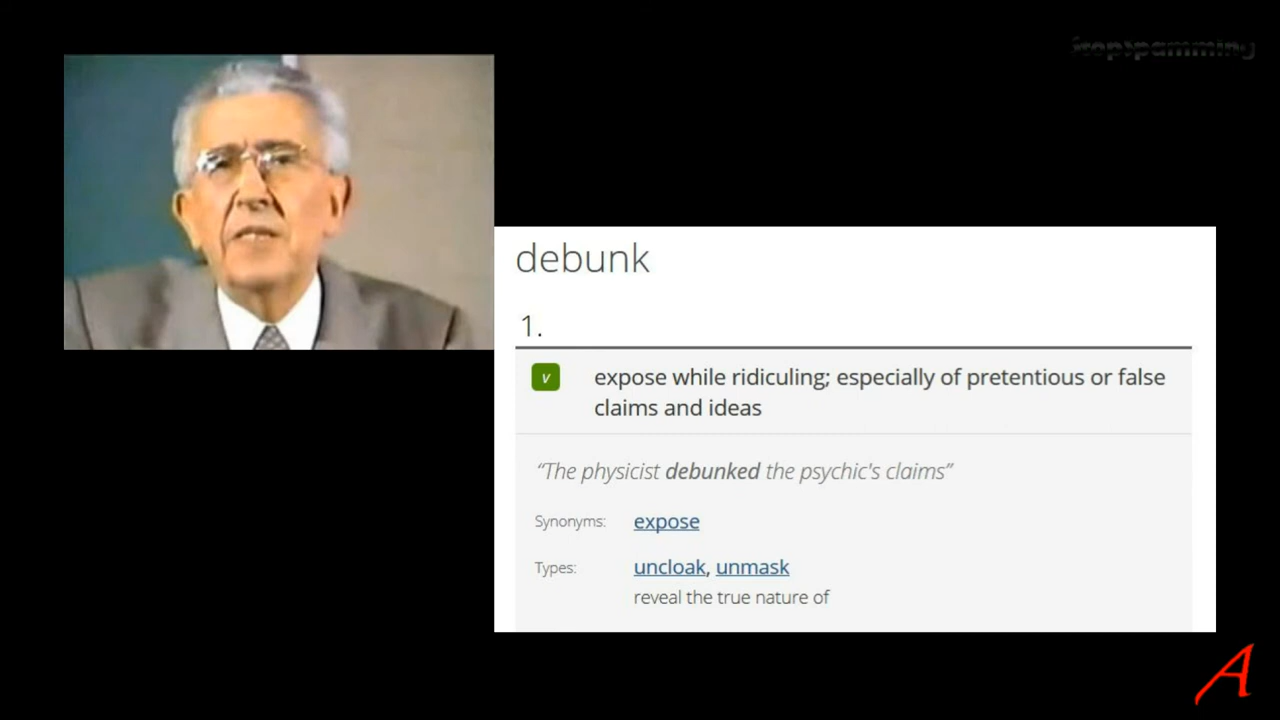 debunk
1.
v
expose while ridiculing; especially of pretentious or false
claims and ideas
“The physicist debunked the psychic's claims”
Synonyms: expose
Types: uncloak, unmask
reveal the true nature of
A